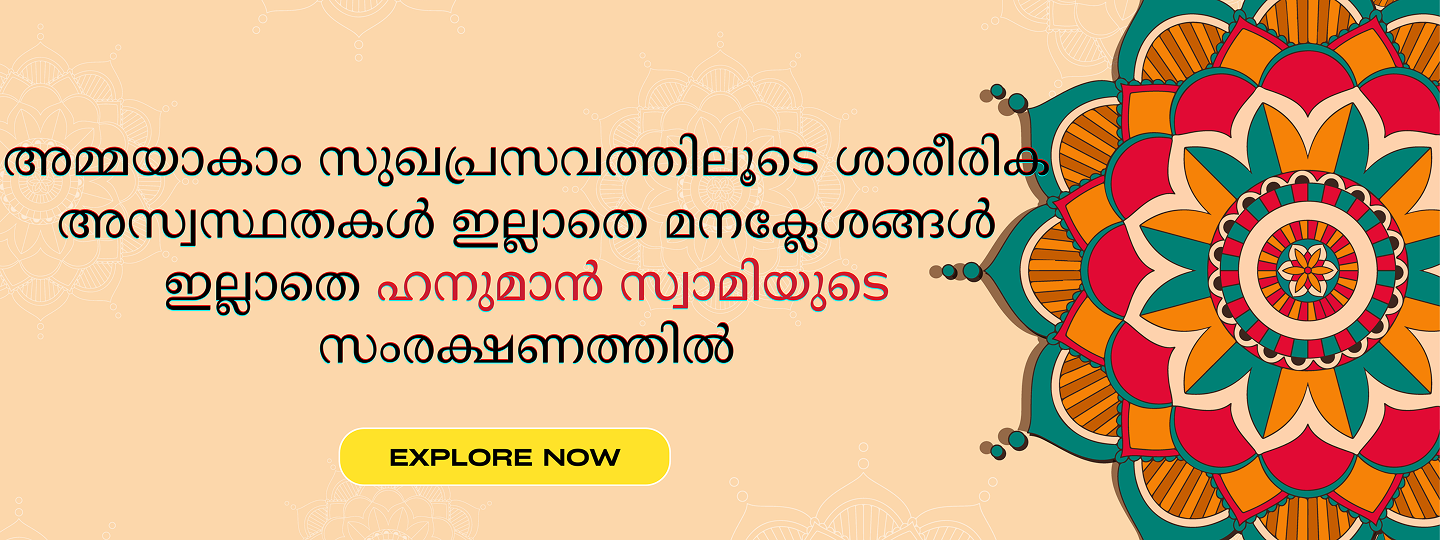 അമ്മയാകാം സുഖപ്രസവത്തിലൂടെ ശാരീരിക
അസ്വസ്ഥതകൾ ഇല്ലാതെ മനക്ലേശങ്ങൾ
ഇല്ലാതെ ഹനുമാൻ സ്വാമിയുടെ
സംരക്ഷണത്തിൽ
EXPLORE NOW